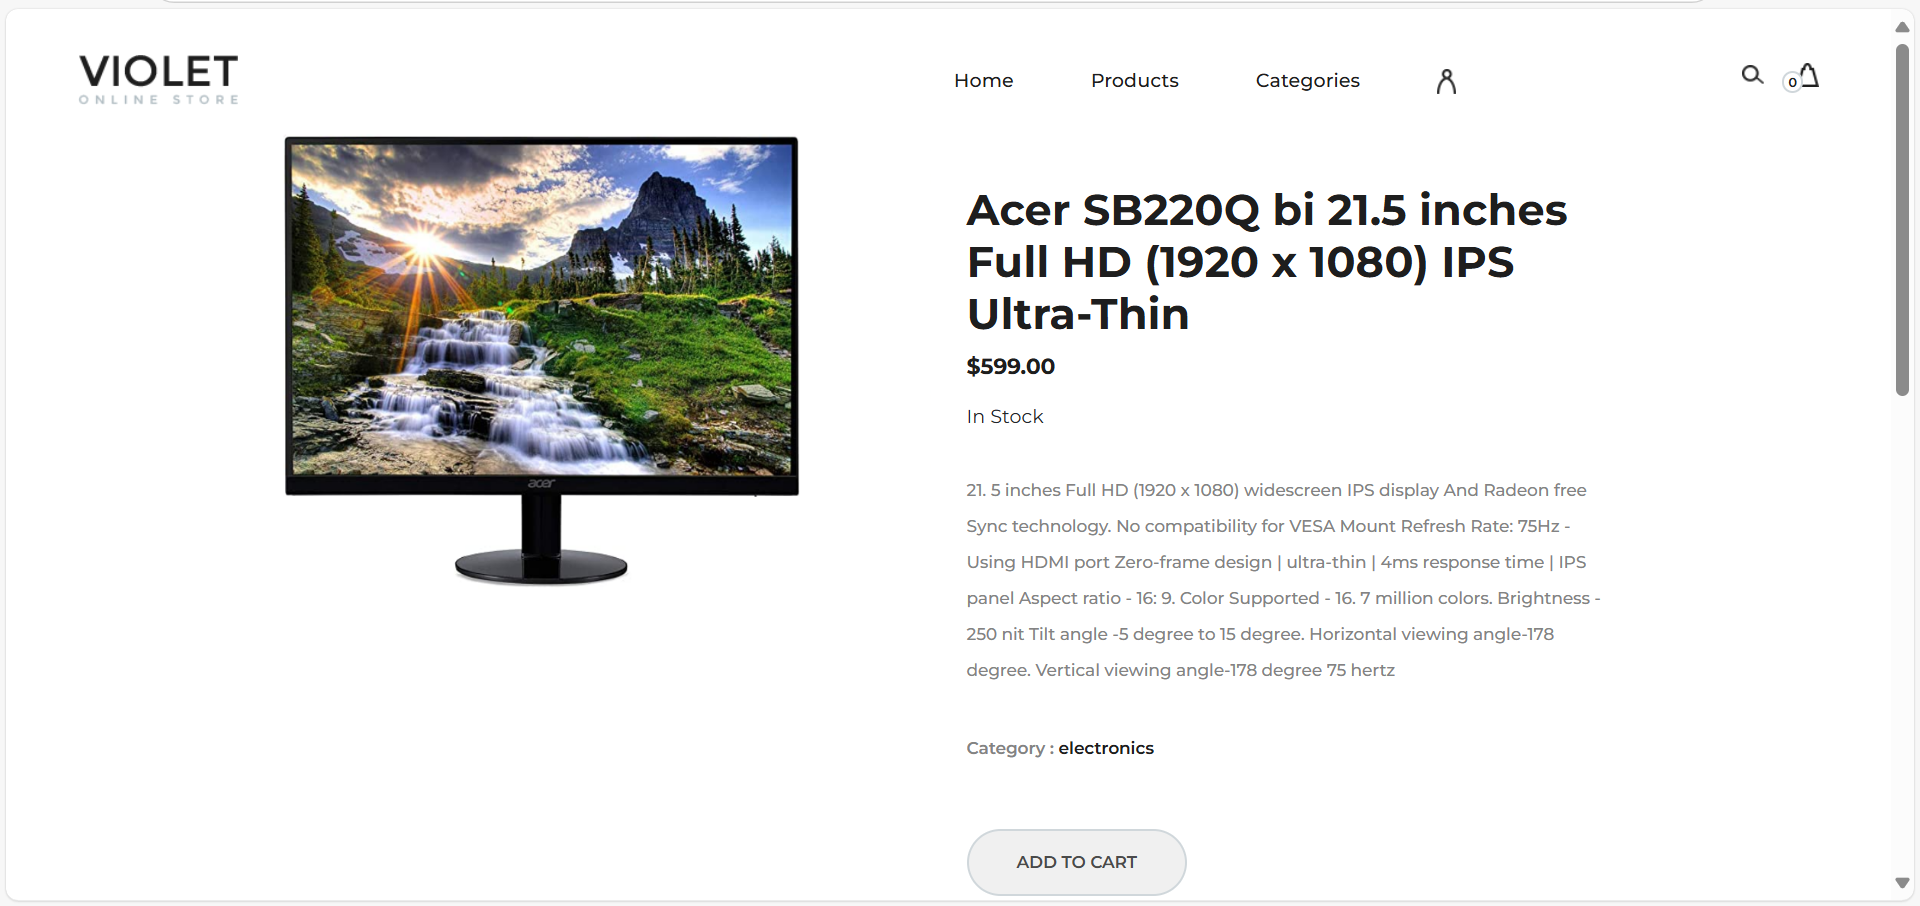 VIOLET
ONLINE STORE
Home
Products
Categories
0
acer
Acer SB220Q bi 21.5 inches
Full HD (1920 x 1080) IPS
Ultra-Thin
$599.00
In Stock
21. 5 inches Full HD (1920 x 1080) widescreen IPS display And Radeon free
Sync technology. No compatibility for VESA Mount Refresh Rate: 75Hz -
Using HDMI port Zero-frame design | ultra-thin | 4ms response time | IPS
panel Aspect ratio - 16: 9. Color Supported - 16. 7 million colors. Brightness -
250 nit Tilt angle -5 degree to 15 degree. Horizontal viewing angle-178
degree. Vertical viewing angle-178 degree 75 hertz
Category : electronics
ADD TO CART